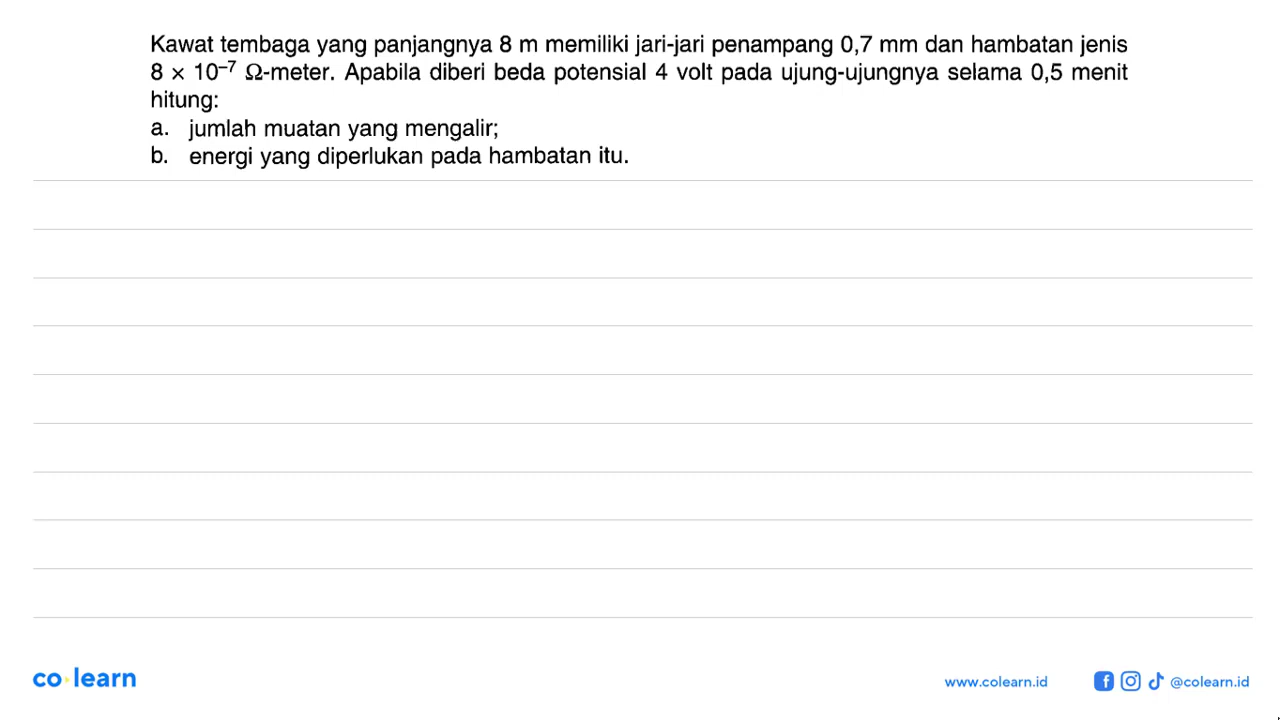 Kawat tembaga yang panjangnya 8 m memiliki jari-jari penampang 0,7 mm dan hambatan jenis
8 × 10⁻⁷ Ω-meter. Apabila diberi beda potensial 4 volt pada ujung-ujungnya selama 0,5 menit
hitung:
a. jumlah muatan yang mengalir;
b. energi yang diperlukan pada hambatan itu.
co learn
www.colearn.id @colearn.id